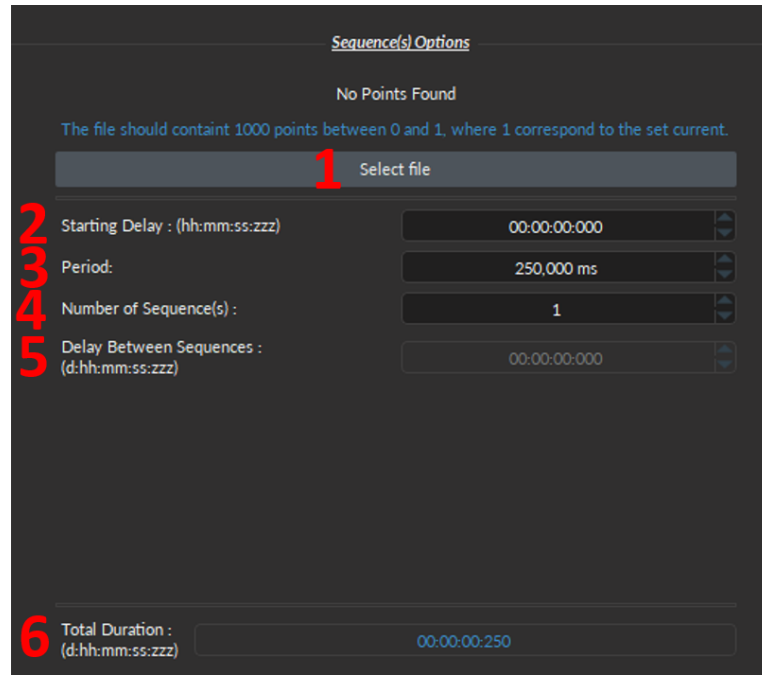 Sequence(s) Options
No Points Found
The file should containt 1000 points between 0 and 1, where 1 correspond to the set current.
1 Select file
2 Starting Delay : (hh:mm:ss:zzz) 00:00:00:000
3 Period: 250,000 ms
4 Number of Sequence(s) : 1
5 Delay Between Sequences :
(d:hh:mm:ss:zzz) 00:00:00:000
6 Total Duration :
(d:hh:mm:ss:zzz) 00:00:00:250